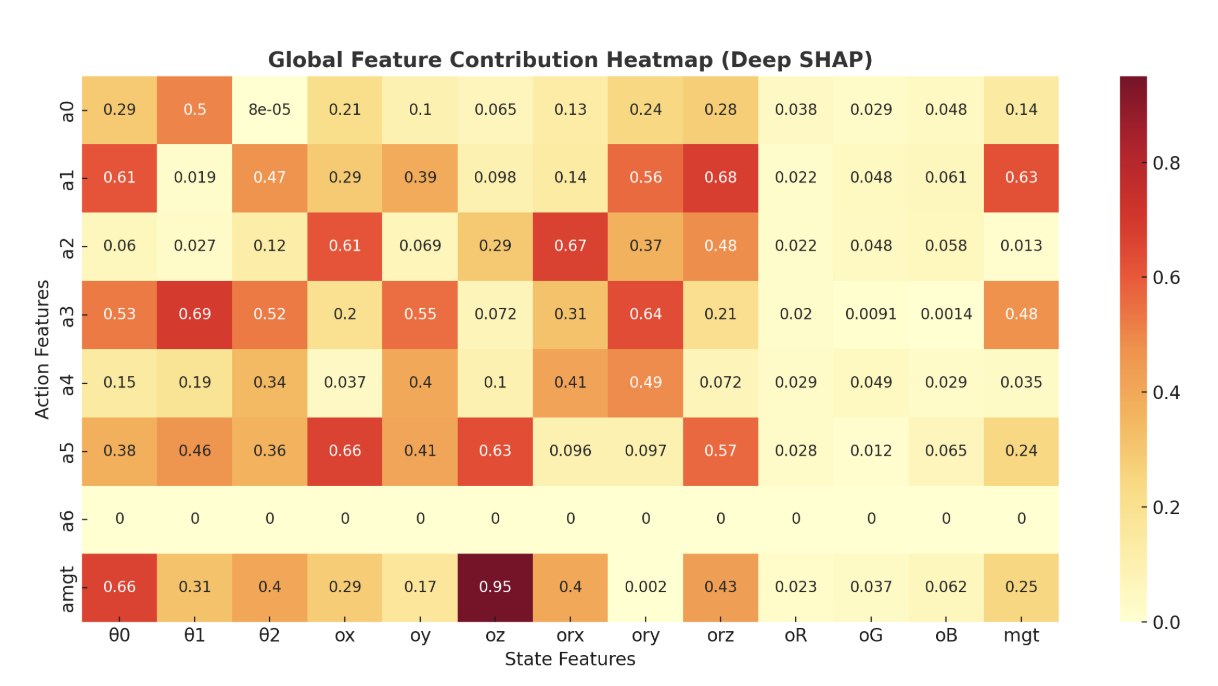 Global Feature Contribution Heatmap (Deep SHAP)
a0 0.29 0.5 8e-05 0.21 0.1 0.065 0.13 0.24 0.28 0.038 0.029 0.048 0.14
a1 0.61 0.019 0.47 0.29 0.39 0.098 0.14 0.56 0.68 0.022 0.048 0.061 0.63
a2 0.06 0.027 0.12 0.61 0.069 0.29 0.67 0.37 0.48 0.022 0.048 0.058 0.013
a3 0.53 0.69 0.52 0.2 0.55 0.072 0.31 0.64 0.21 0.02 0.0091 0.0014 0.48
a4 0.15 0.19 0.34 0.037 0.4 0.1 0.41 0.49 0.072 0.029 0.049 0.029 0.035
a5 0.38 0.46 0.36 0.66 0.41 0.63 0.096 0.097 0.57 0.028 0.012 0.065 0.24
a6 0 0 0 0 0 0 0 0 0 0 0 0 0
amgt 0.66 0.31 0.4 0.29 0.17 0.95 0.4 0.002 0.43 0.023 0.037 0.062 0.25
θ0 θ1 θ2 ox oy oz orx ory orz oR oG oB mgt
State Features
Action Features
0.8
0.6
0.4
0.2
0.0